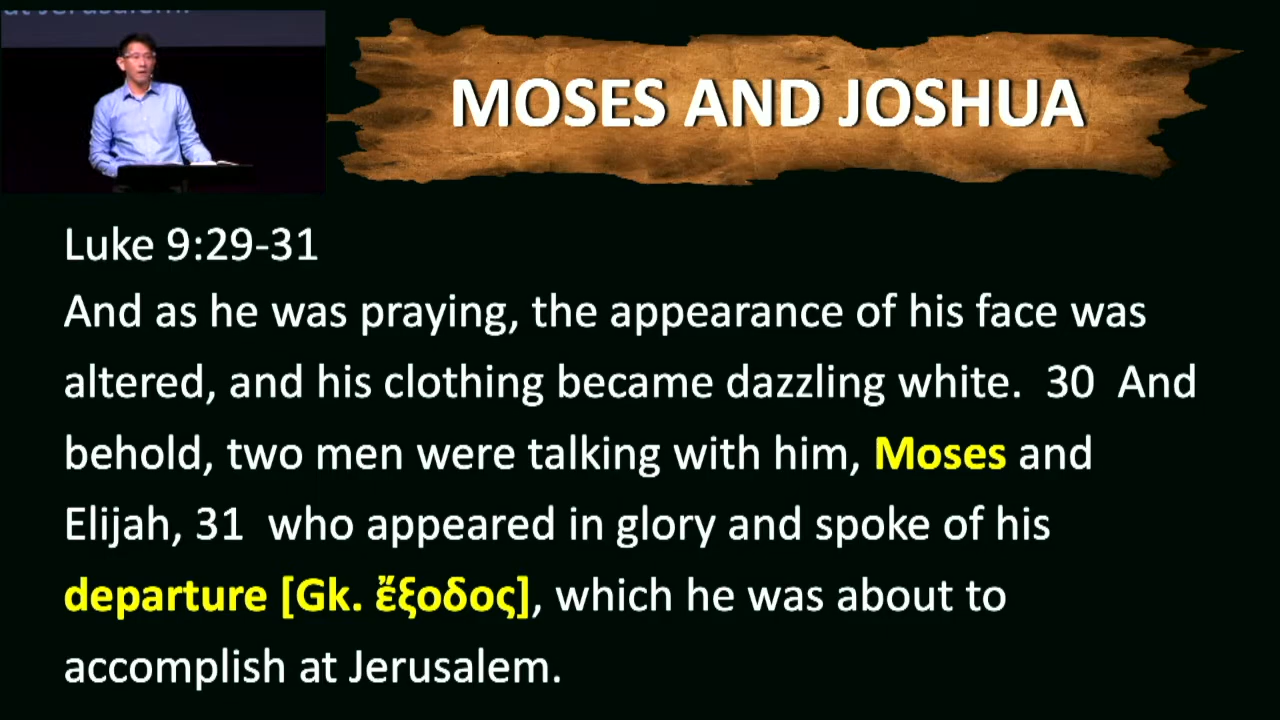 at Jerusalem.
MOSES AND JOSHUA
Luke 9:29-31
And as he was praying, the appearance of his face was
altered, and his clothing became dazzling white.  30  And
behold, two men were talking with him, Moses and
Elijah, 31  who appeared in glory and spoke of his
departure [Gk. ἔξοδος], which he was about to
accomplish at Jerusalem.